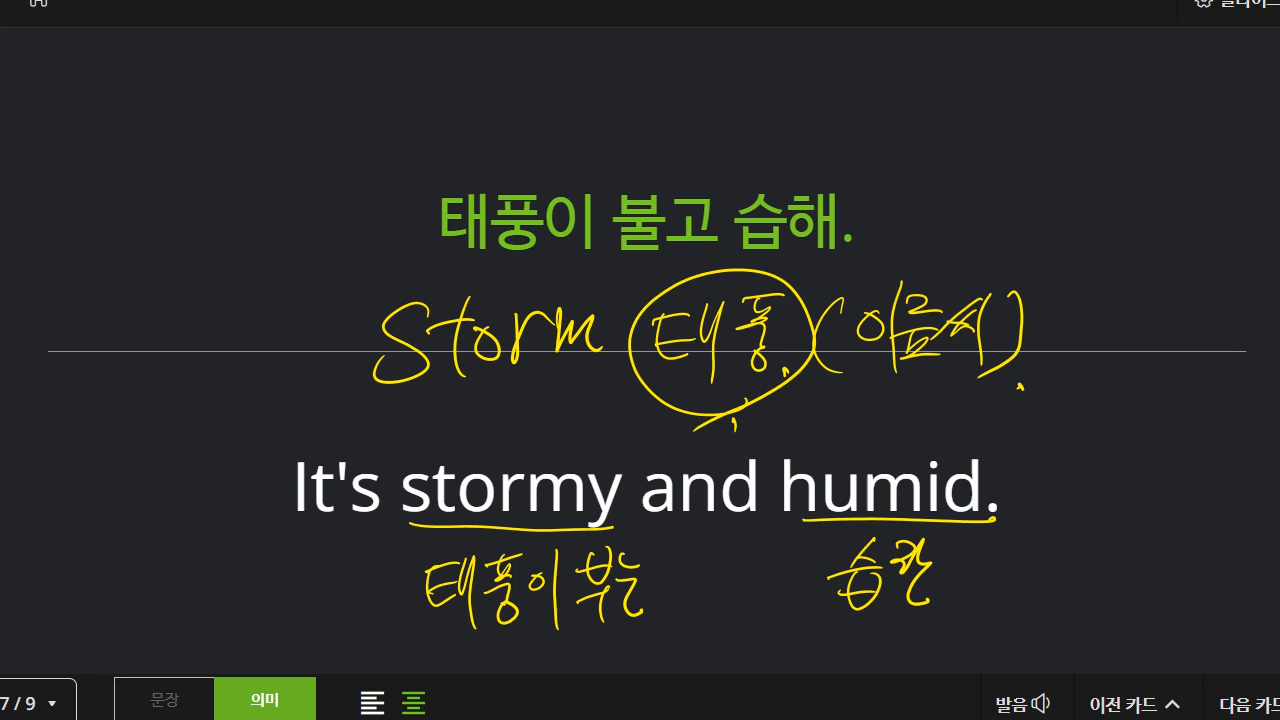 태풍이 불고 습해.
storm 태풍 (이름씨).
It's stormy and humid.
태풍이 부는 습한
7 / 9 문장 의미 발음 이전 카드 다음 카드